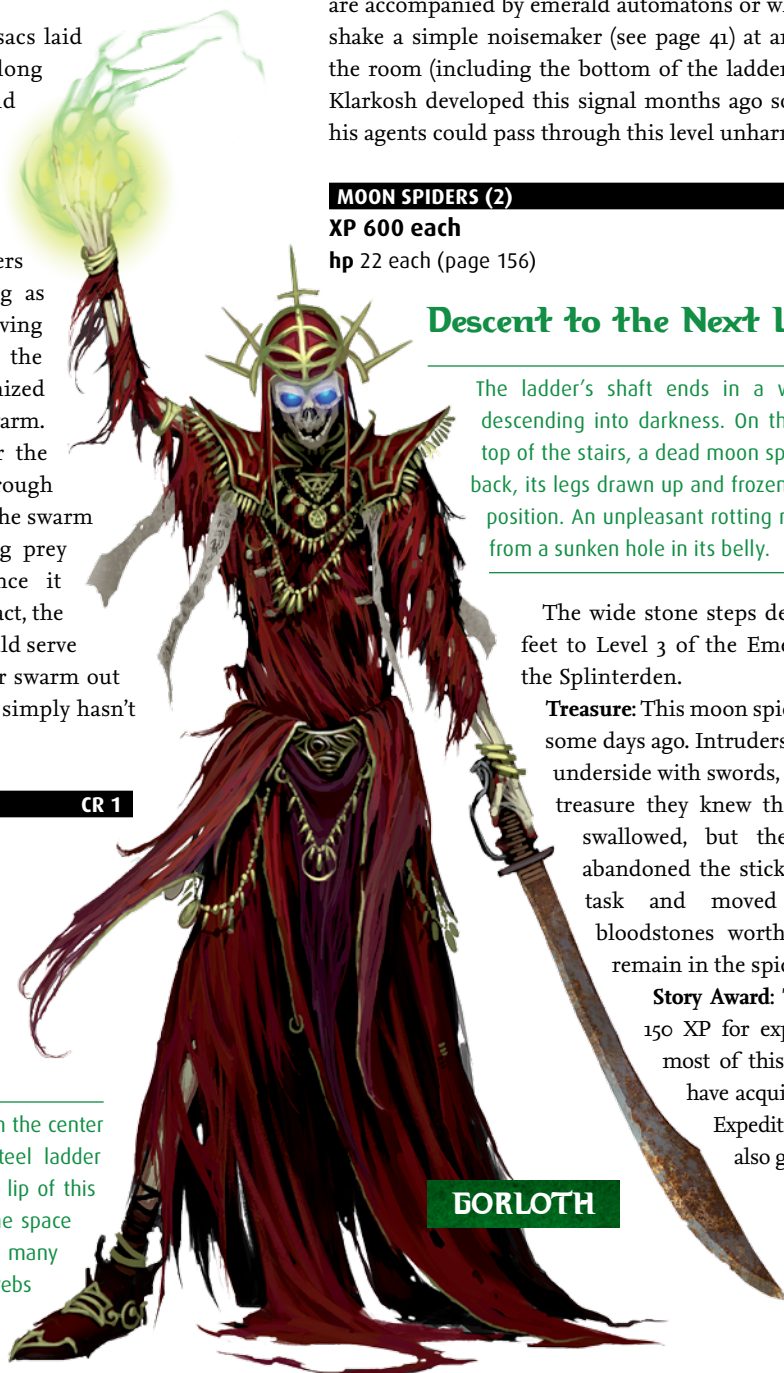 sacs laid
long
ers
g as
ving
the
nized
arm.
r the
rough
he swarm
g prey
nce it
act, the
ld serve
r swarm out
simply hasn't
CR 1
n the center
teel ladder
lip of this
ne space
many
ebs
are accompanied by emerald automatons or w
shake a simple noisemaker (see page 41) at an
the room (including the bottom of the ladder
Klarkosh developed this signal months ago so
his agents could pass through this level unharm
MOON SPIDERS (2)
XP 600 each
hp 22 each (page 156)
Descent to the Next L
The ladder's shaft ends in a w
descending into darkness. On th
top of the stairs, a dead moon sp
back, its legs drawn up and frozen
position. An unpleasant rotting
from a sunken hole in its belly.
The wide stone steps de
feet to Level 3 of the Eme
the Splinterden.
Treasure: This moon spid
some days ago. Intruders
underside with swords,
treasure they knew th
swallowed, but the
abandoned the stick
task and moved
bloodstones worth
remain in the spid
Story Award: T
150 XP for exp
most of this
have acqui
Expedit
also g
GORLOTH